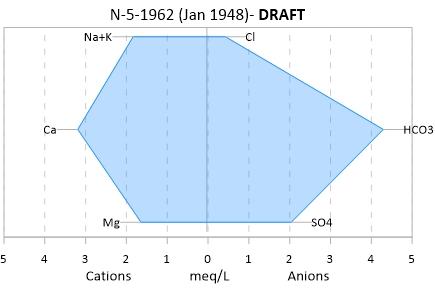 N-5-1962 (Jan 1948)- DRAFT
Na+K Cl
Ca HCO3
Mg SO4
5 4 3 2 1 0 1 2 3 4 5
Cations meq/L Anions